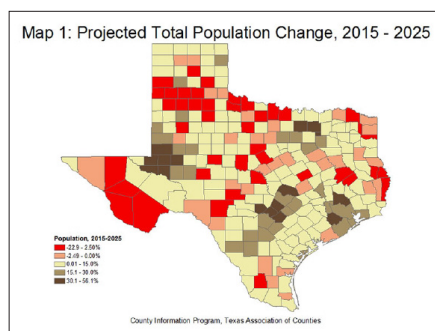 Map 1: Projected Total Population Change, 2015 - 2025
Population, 2015-2025
-22.9 - 2.50%
-2.49 - 0.00%
0.01 - 15.0%
15.1 - 30.0%
30.1 - 56.1%
County Information Program, Texas Association of Counties